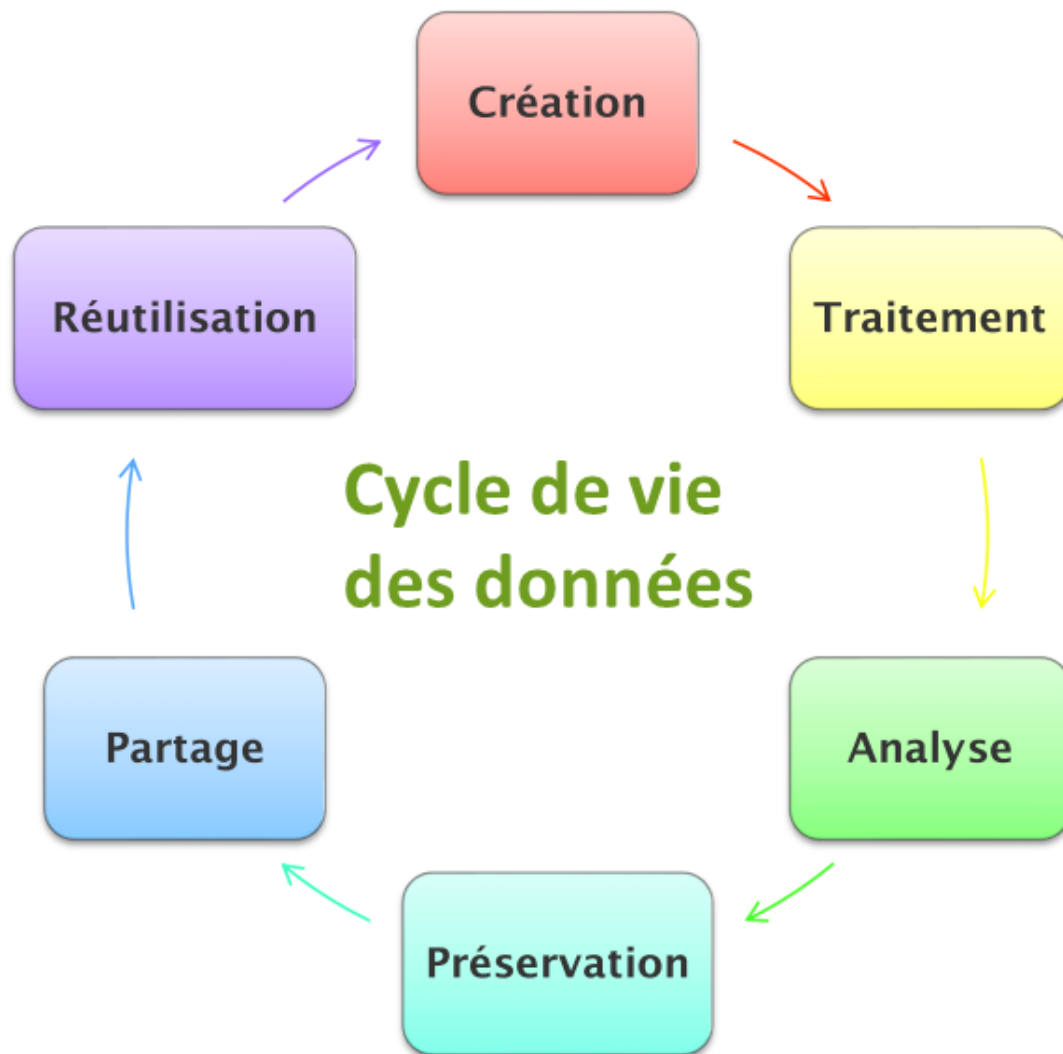 Création
Traitement
Analyse
Préservation
Partage
Réutilisation
Cycle de vie
des données